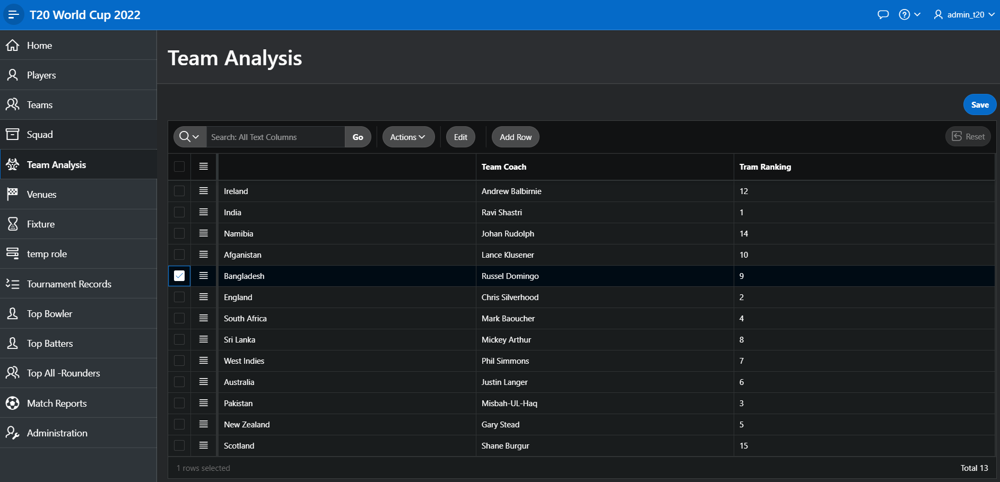 T20 World Cup 2022
admin_t20
Home
Players
Teams
Squad
Team Analysis
Venues
Fixture
temp role
Tournament Records
Top Bowler
Top Batters
Top All -Rounders
Match Reports
Administration
Team Analysis
Save
Search: All Text Columns Go Actions Edit Add Row Reset
Team Coach Tram Ranking
Ireland Andrew Balbirnie 12
India Ravi Shastri 1
Namibia Johan Rudolph 14
Afganistan Lance Klusener 10
Bangladesh Russel Domingo 9
England Chris Silverhood 2
South Africa Mark Baoucher 4
Sri Lanka Mickey Arthur 8
West Indies Phil Simmons 7
Australia Justin Langer 6
Pakistan Misbah-UL-Haq 3
New Zealand Gary Stead 5
Scotland Shane Burgur 15
1 rows selected Total 13